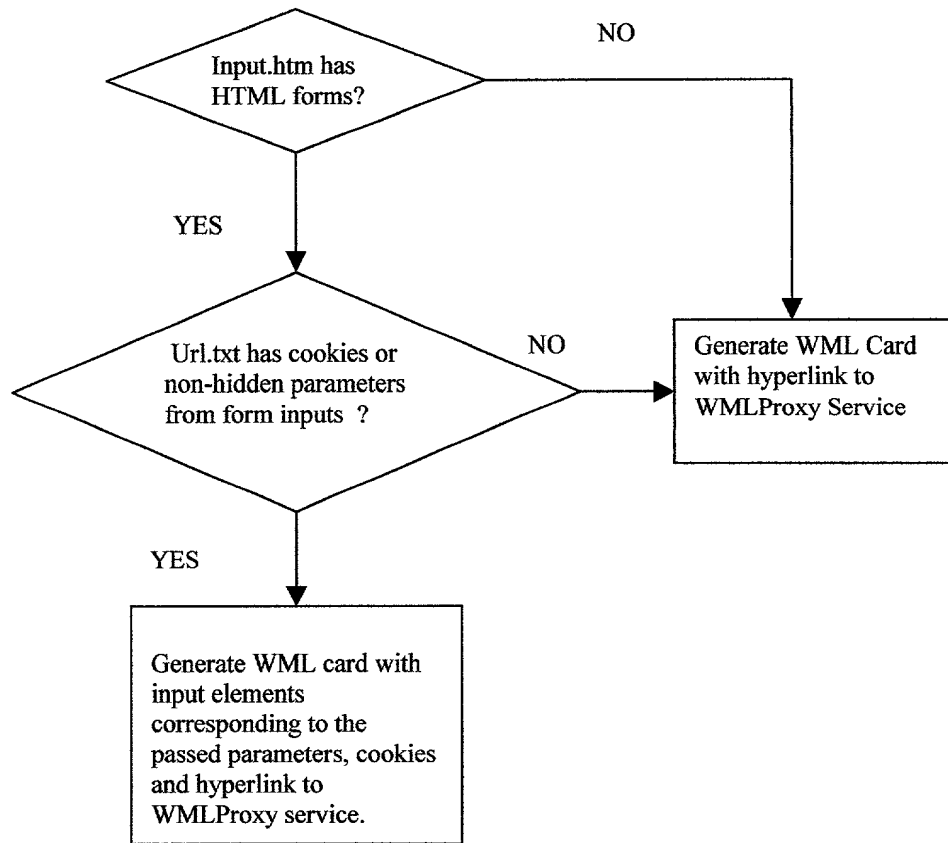 NO
Input.htm has
HTML forms?
YES
Url.txt has cookies or
non-hidden parameters
from form inputs ?
NO
Generate WML Card
with hyperlink to
WMLProxy Service
YES
Generate WML card with
input elements
corresponding to the
passed parameters, cookies
and hyperlink to
WMLProxy service.